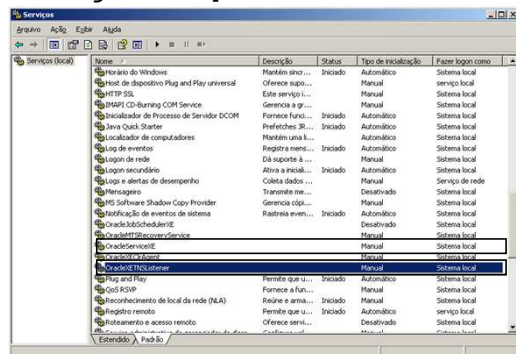 Serviços
Arquivo Ação Exibir Ajuda
Serviços (local)
Nome Descrição Status Tipo de inicialização Fazer logon como
Horário do Windows Mantém sincr... Iniciado Automático Sistema local
Host de dispositivo Plug and Play universal Oferece supo... Manual serviço local
HTTP SSL Este serviço i... Manual Sistema local
IMAPI CD-Burning COM Service Gerencia a gr... Manual Sistema local
Inicializador de Processo de Servidor DCOM Fornece funci... Iniciado Automático Sistema local
Java Quick Starter Prefetches JR... Iniciado Automático Sistema local
Localizador de computadores Mantém uma li... Automático Sistema local
Log de eventos Registra mens... Iniciado Automático Sistema local
Logon de rede Dá suporte à ... Manual Sistema local
Logon secundário Ativa a iniciali... Iniciado Automático Sistema local
Logs e alertas de desempenho Coleta dados ... Manual Serviço de rede
Mensageiro Transmite me... Desativado Sistema local
MS Software Shadow Copy Provider Gerencia cópi... Manual Sistema local
Notificação de eventos de sistema Rastreia even... Iniciado Automático Sistema local
OracleJobSchedulerXE Desativado Sistema local
OracleMTSRecoveryService Manual Sistema local
OracleServiceXE Manual Sistema local
OracleXEClrAgent Manual Sistema local
OracleXETNSListener Manual Sistema local
Plug and Play Permite que u... Iniciado Automático Sistema local
QoS RSVP Fornece a fun... Manual Sistema local
Reconhecimento de local da rede (NLA) Reúne e arma... Iniciado Manual Sistema local
Registro remoto Permite que u... Iniciado Automático serviço local
Roteamento e acesso remoto Oferece servi... Desativado Sistema local
Estendido Padrão